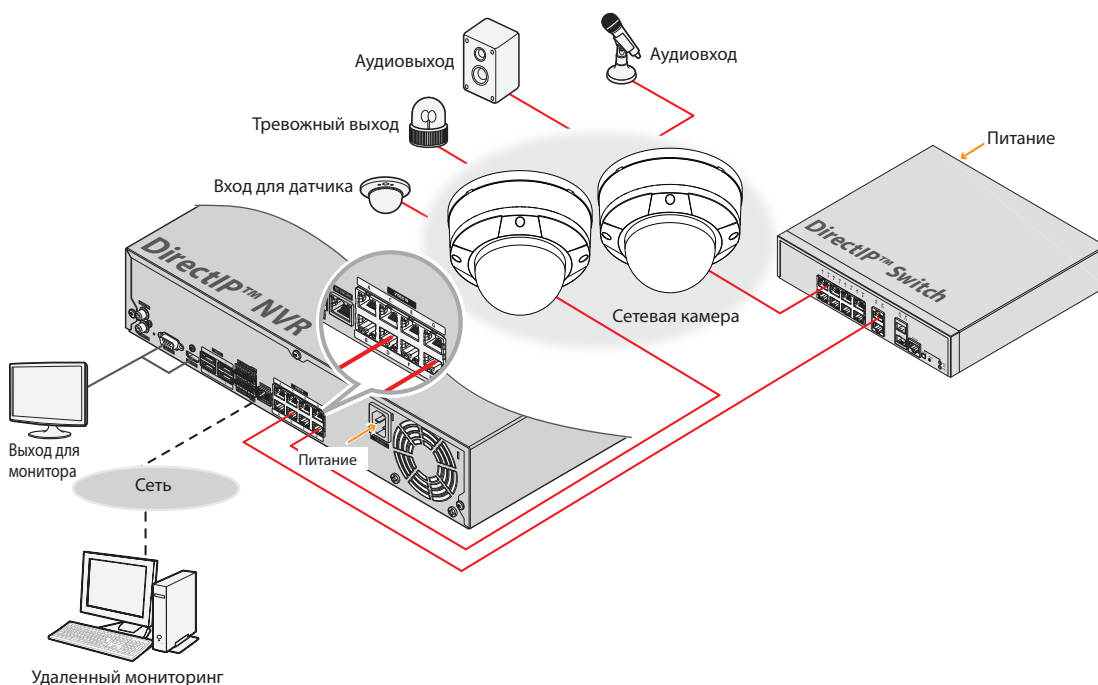 Аудиовыход
Аудиовход
Тревожный выход
Питание
Вход для датчика
DirectIP™ NVR
DirectIP™ Switch
Сетевая камера
Выход для
монитора
Питание
Сеть
Удаленный мониторинг